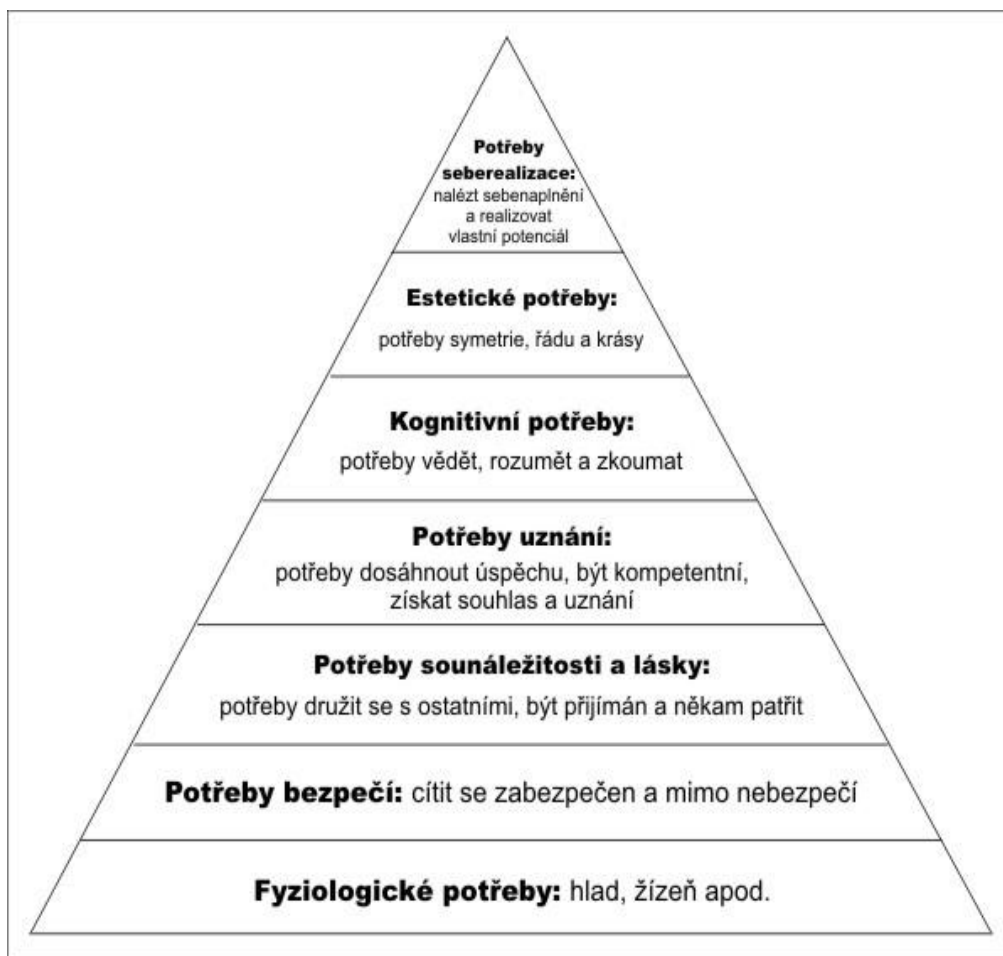 Potřeby
seberealizace:
nalézt sebenaplnění
a realizovat
vlastní potenciál
Estetické potřeby:
potřeby symetrie, řádu a krásy
Kognitivní potřeby:
potřeby vědět, rozumět a zkoumat
Potřeby uznání:
potřeby dosáhnout úspěchu, být kompetentní,
získat souhlas a uznání
Potřeby sounáležitosti a lásky:
potřeby družit se s ostatními, být přijímán a někam patřit
Potřeby bezpečí: cítit se zabezpečen a mimo nebezpečí
Fyziologické potřeby: hlad, žízeň apod.